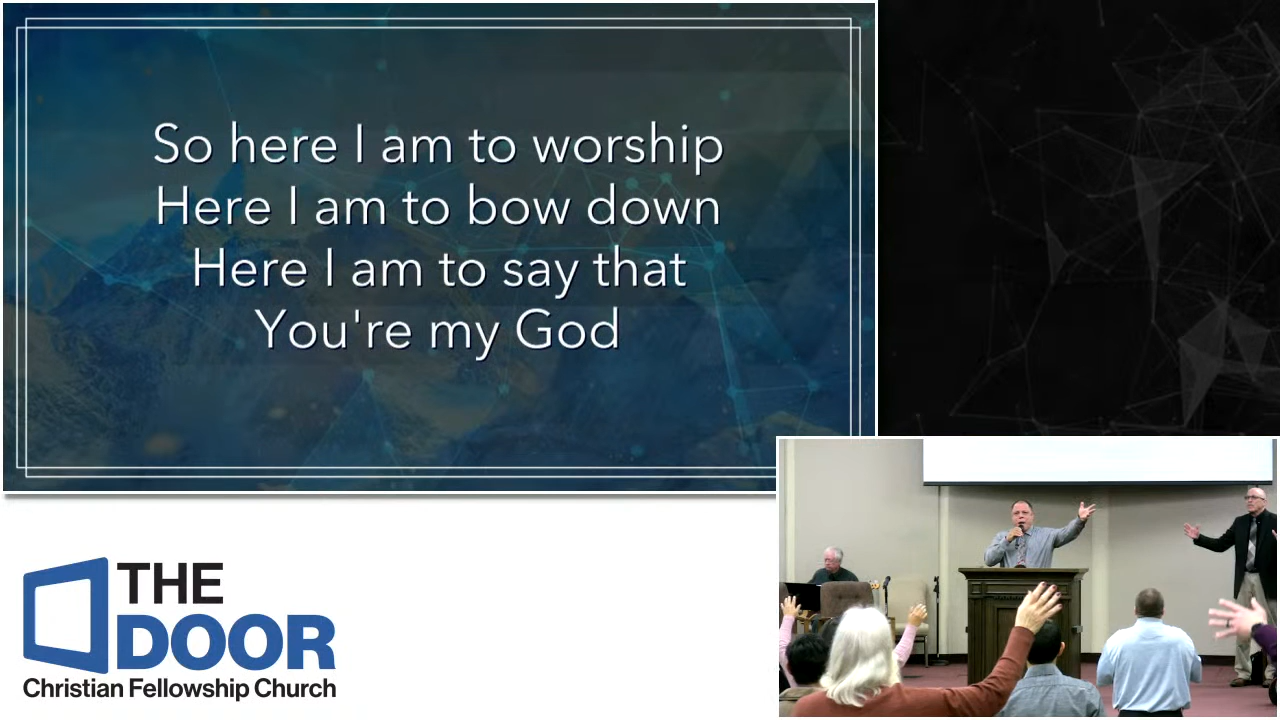 So here I am to worship
Here I am to bow down
Here I am to say that
You're my God
THE
DOOR
Christian Fellowship Church